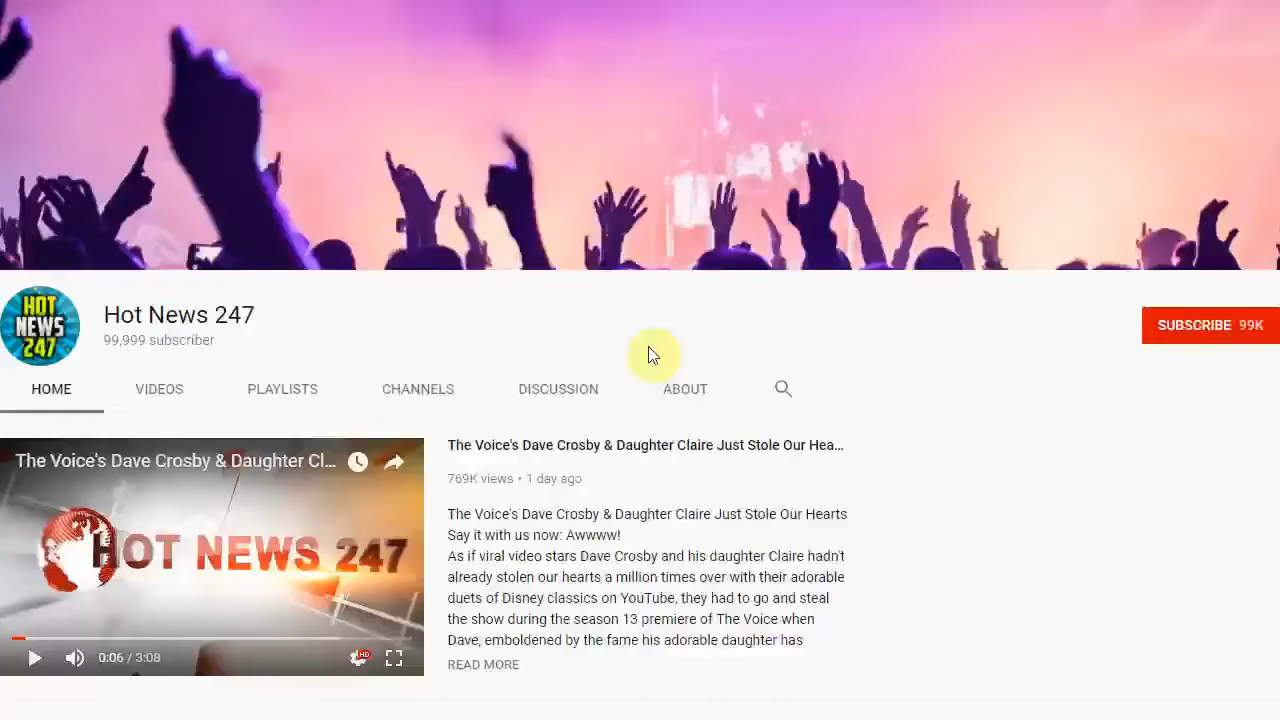 HOT
NEWS
247
Hot News 247
99,999 subscriber
SUBSCRIBE 99K
HOME VIDEOS PLAYLISTS CHANNELS DISCUSSION ABOUT
The Voice's Dave Crosby & Daughter Cl...
HOT NEWS 247
HD
0:06 / 3:08
The Voice's Dave Crosby & Daughter Claire Just Stole Our Hea...
769K views • 1 day ago
The Voice's Dave Crosby & Daughter Claire Just Stole Our Hearts
Say it with us now: Awwww!
As if viral video stars Dave Crosby and his daughter Claire hadn't
already stolen our hearts a million times over with their adorable
duets of Disney classics on YouTube, they had to go and steal
the show during the season 13 premiere of The Voice when
Dave, emboldened by the fame his adorable daughter has
READ MORE